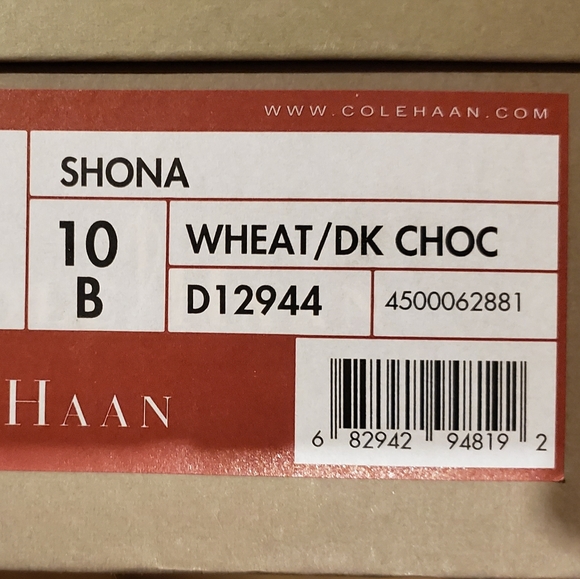 WWW.COLEHAAN.COM
SHONA
10
B
WHEAT/DK CHOC
D12944
4500062881
HAAN
6 82942 94819 2